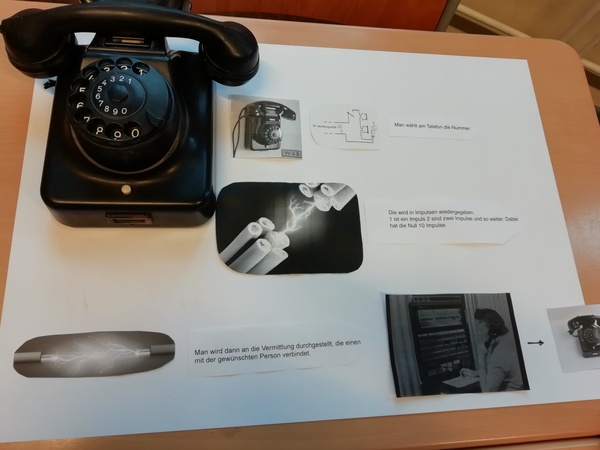 Man wählt am Telefon die Nummer
Die wird in Impulsen wiedergegeben.
1 ist ein Impuls 2 sind zwei Impulse und so weiter. Dabei
hat die Null 10 Impulse.
Man wird dann an die Vermittlung durchgestellt, die einen
mit der gewünschten Person verbindet.